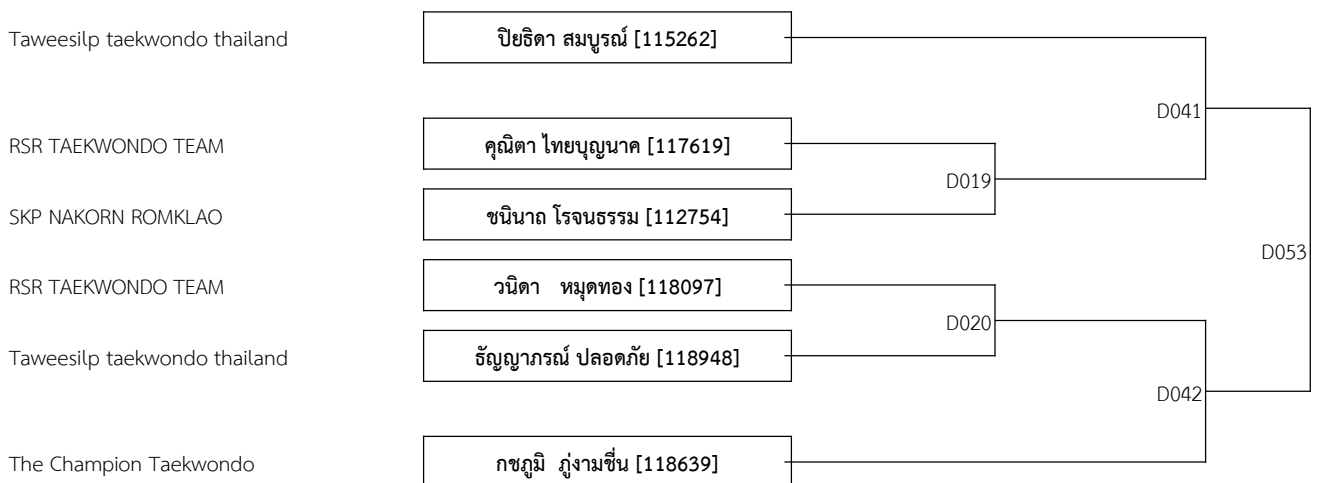 Taweesilp taekwondo thailand ปิยธิดา สมบูรณ์ [115262]
D041
RSR TAEKWONDO TEAM คุณิตา ไทยบุญนาค [117619]
D019
SKP NAKORN ROMKLAO ชนินาถ โรจนธรรม [112754]
D053
RSR TAEKWONDO TEAM วนิดา หมุดทอง [118097]
D020
Taweesilp taekwondo thailand ธัญญาภรณ์ ปลอดภัย [118948]
D042
The Champion Taekwondo กชภูมิ ภู่งามชื่น [118639]